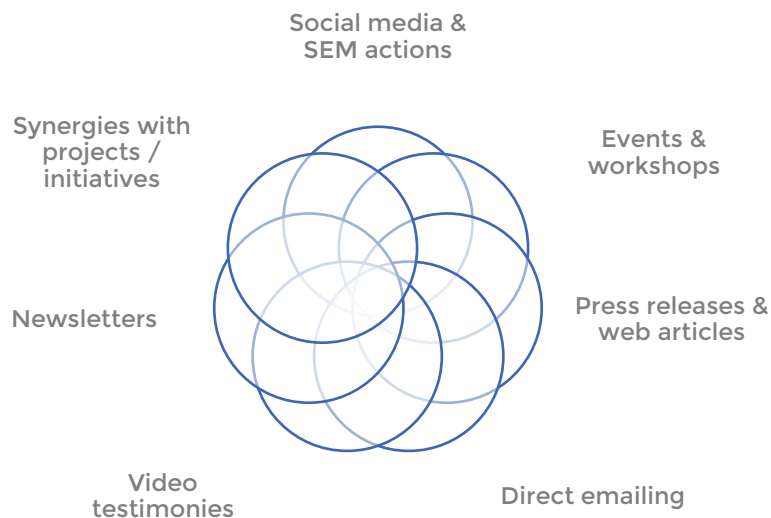 Social media &
SEM actions
Synergies with
projects /
initiatives
Events &
workshops
Newsletters
Press releases &
web articles
Video
testimonies
Direct emailing